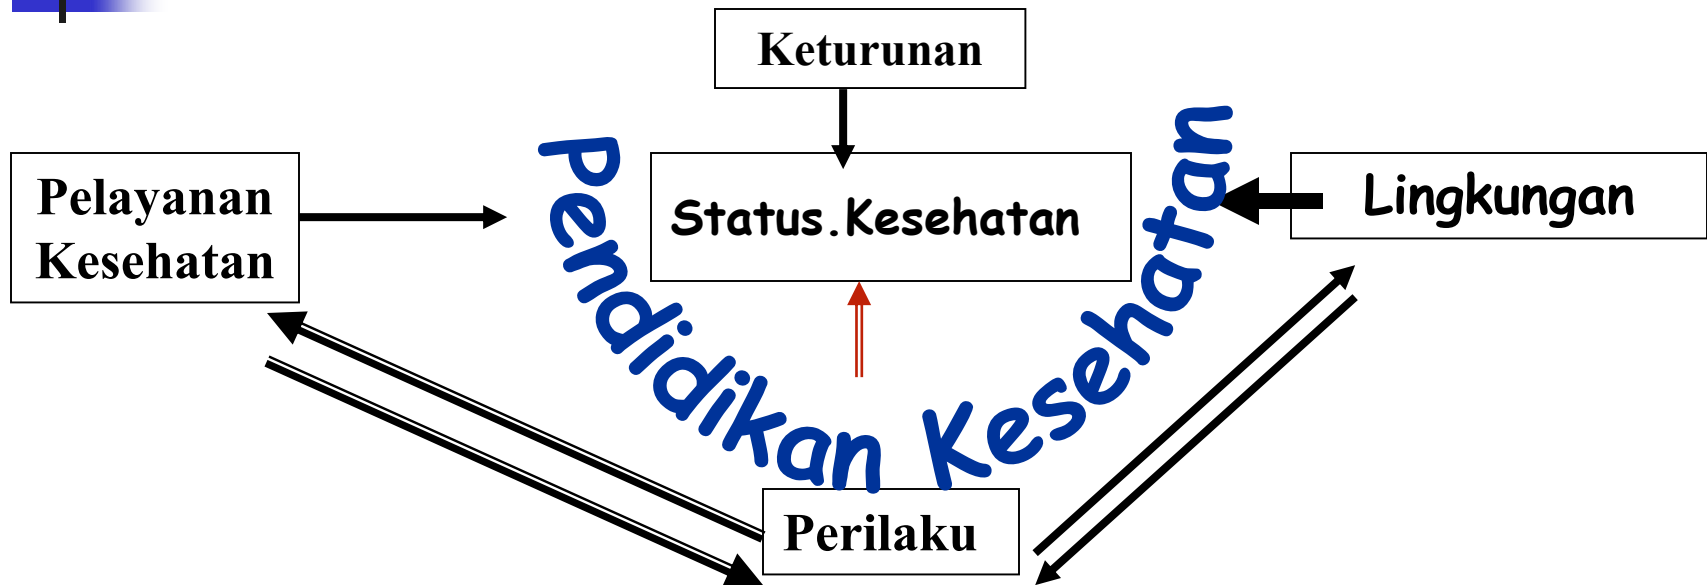 Keturunan
Pelayanan
Kesehatan
Status.Kesehatan
Lingkungan
Pendidikan Kesehatan
Perilaku